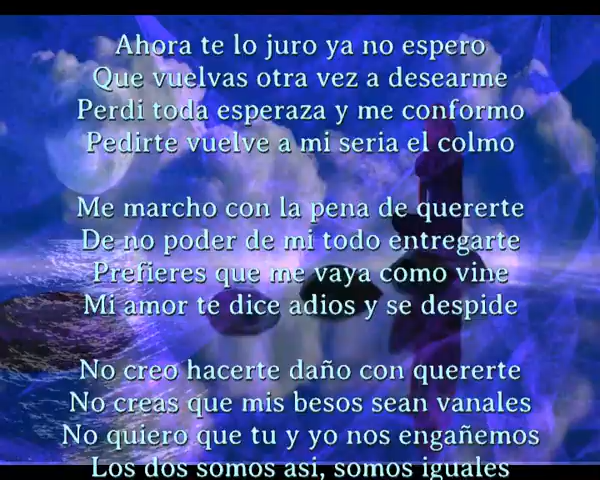 Ahora te lo juro ya no espero
Que vuelvas otra vez a desearme
Perdi toda esperaza y me conformo
Pedirte vuelve a mi seria el colmo
Me marcho con la pena de quererte
De no poder de mi todo entregarte
Prefieres que me vaya como vine
Mi amor te dice adios y se despide
No creo hacerte daño con quererte
No creas que mis besos sean vanales
No quiero que tu y yo nos engañemos
Los dos somos asi, somos iguales